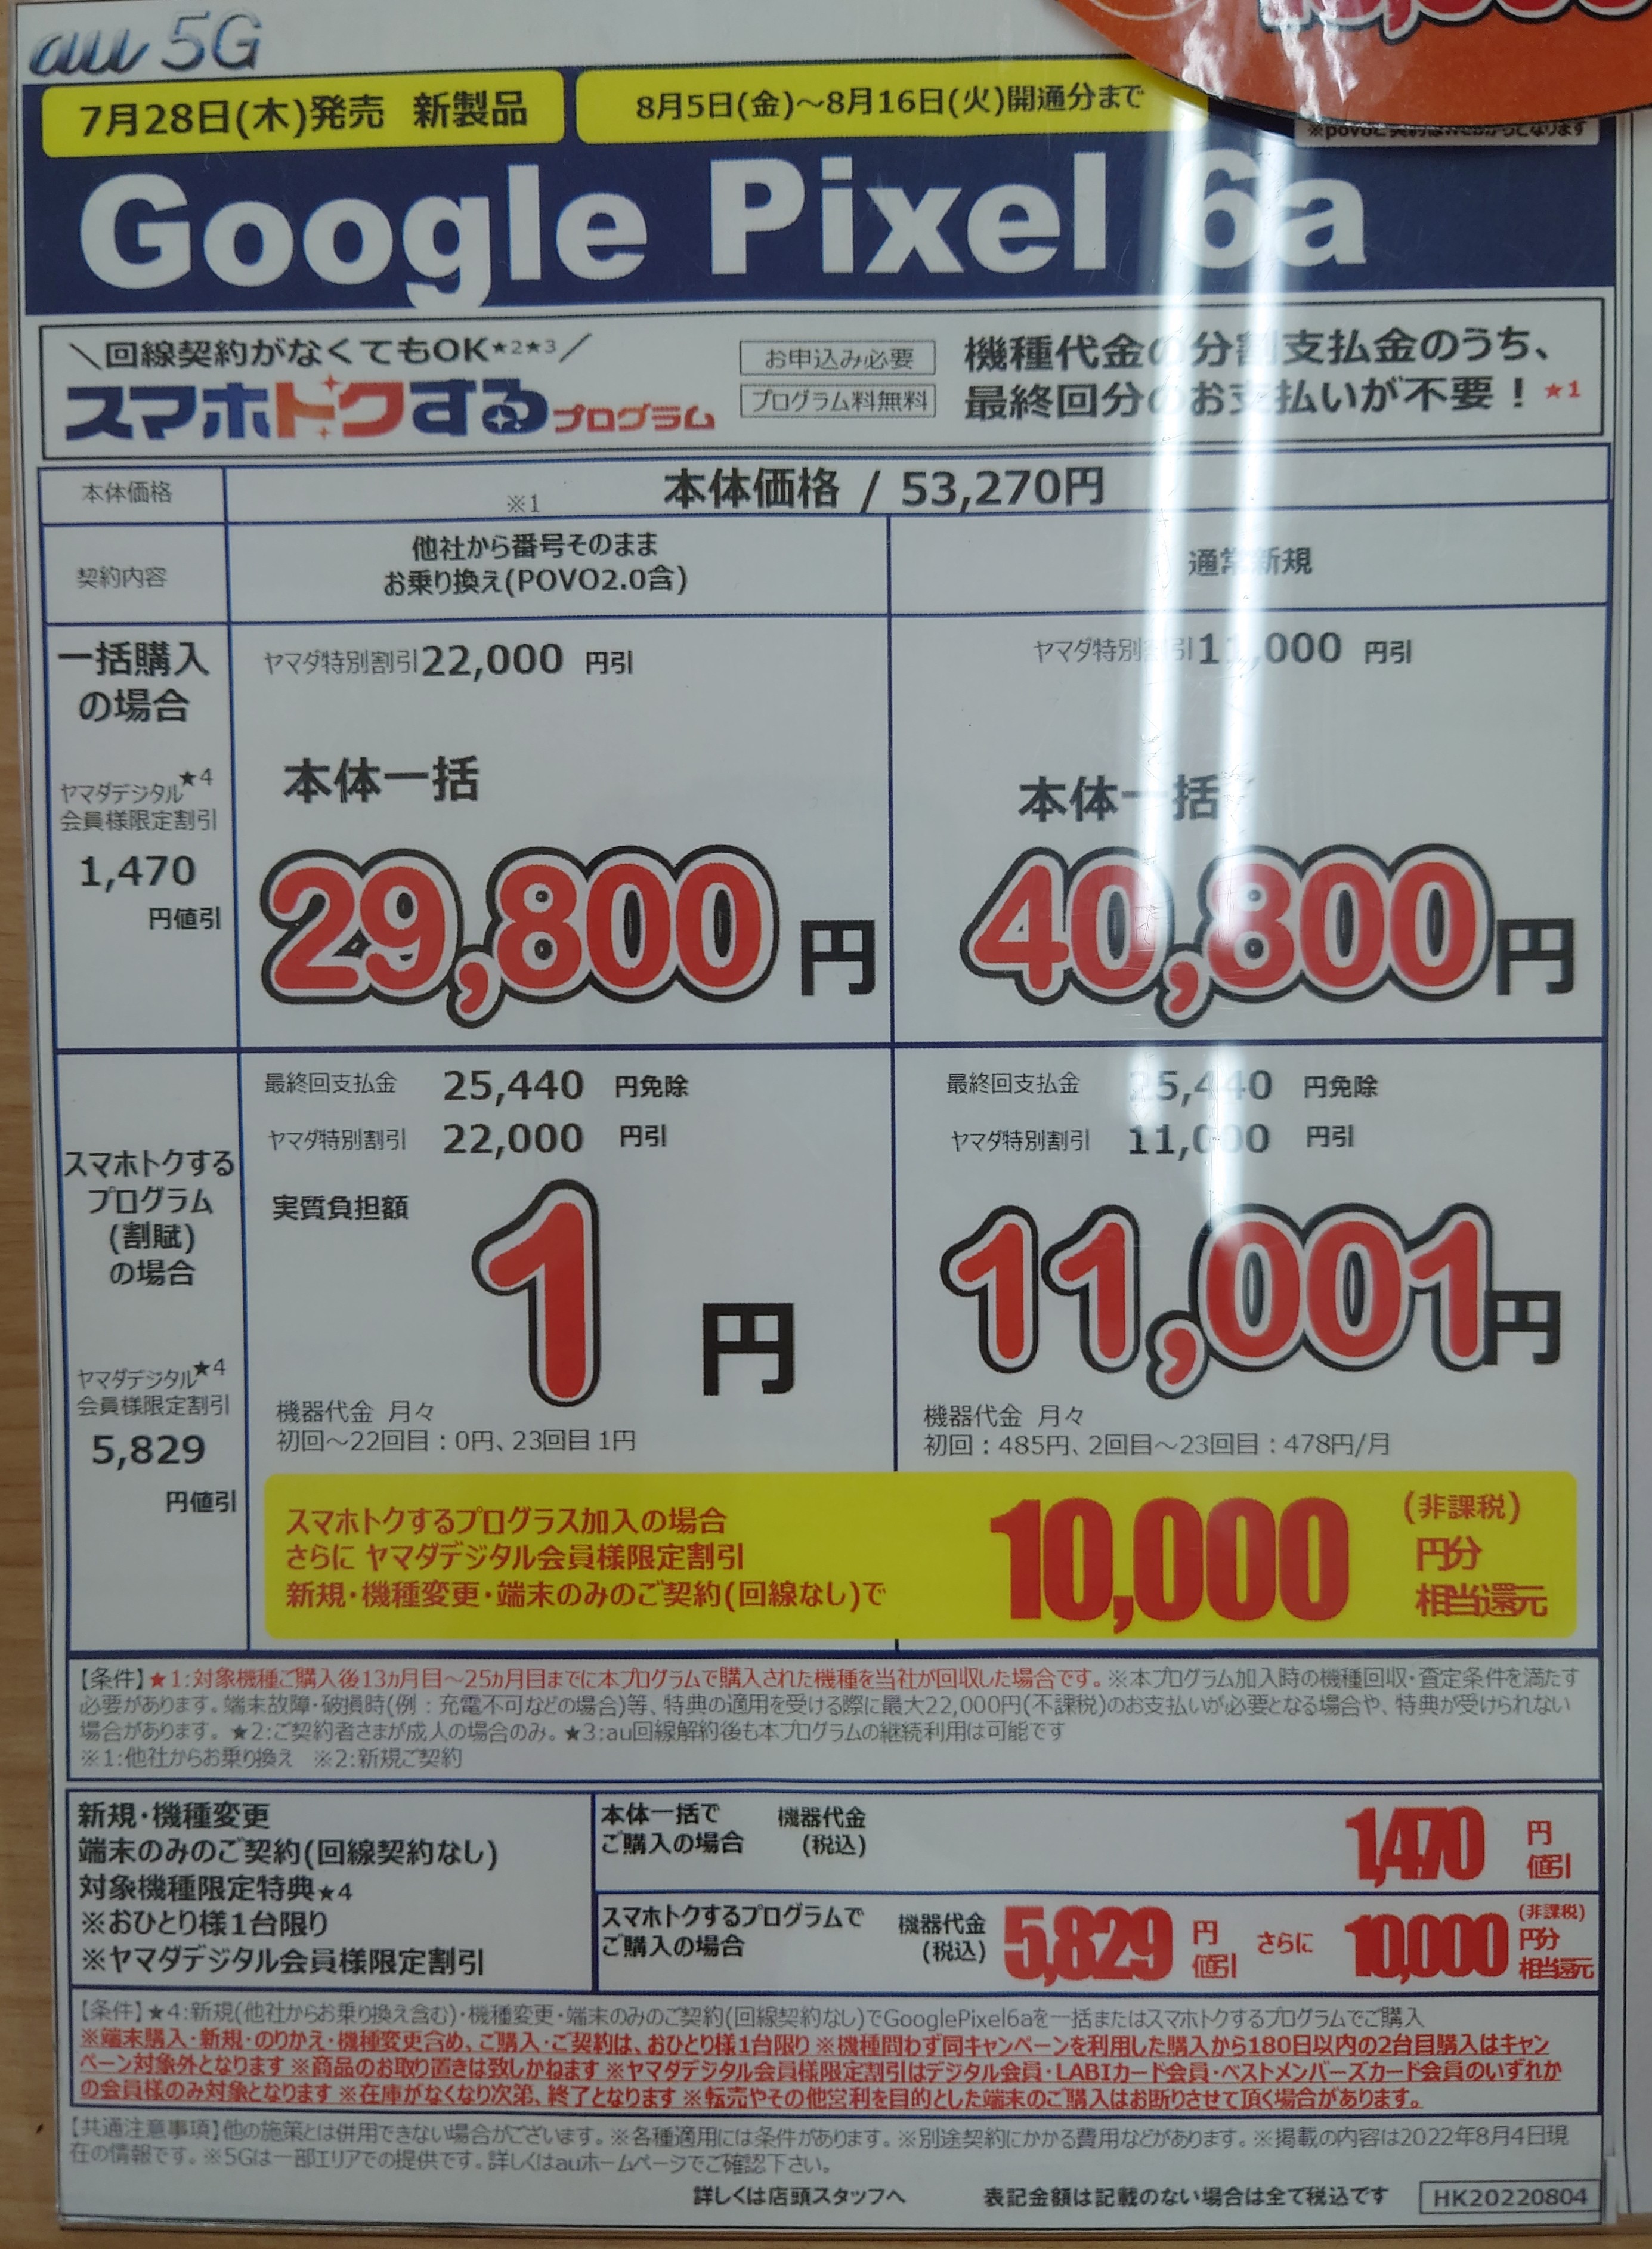 au 5G
7月28日(木)発売 新製品
8月5日(金)～8月16日(火)開通分まで
Google Pixel 6a
＼回線契約がなくてもOK★2★3／
スマホトクするプログラム
お申込み必要
プログラム料無料
機種代金の分割支払金のうち、
最終回分のお支払いが不要！★1
本体価格
※1
本体価格 / 53,270円
契約内容
他社から番号そのまま
お乗り換え(POVO2.0含)
通常新規
一括購入
の場合
ヤマダデジタル★4
会員様限定割引
1,470
円値引
ヤマダ特別割引22,000 円引
本体一括
29,800円
ヤマダ特別割引11,000 円引
本体一括
40,800円
スマホトクする
プログラム
(割賦)
の場合
ヤマダデジタル★4
会員様限定割引
5,829
円値引
最終回支払金 25,440 円免除
ヤマダ特別割引 22,000 円引
実質負担額
1円
機器代金 月々
初回～22回目：0円、23回目 1円
最終回支払金 25,440 円免除
ヤマダ特別割引 11,000 円引
11,001円
機器代金 月々
初回：485円、2回目～23回目：478円/月
スマホトクするプログラス加入の場合
さらに ヤマダデジタル会員様限定割引
新規・機種変更・端末のみのご契約(回線なし)で
10,000
(非課税)
円分
相当還元
【条件】★1:対象機種ご購入後13ヵ月目～25ヵ月目までに本プログラムで購入された機種を当社が回収した場合です。※本プログラム加入時の機種回収・査定条件を満たす
必要があります。端末故障・破損時(例：充電不可などの場合)等、特典の適用を受ける際に最大22,000円(不課税)のお支払いが必要となる場合や、特典が受けられない
場合があります。★2:ご契約者さまが成人の場合のみ。★3:au回線解約後も本プログラムの継続利用は可能です
※1:他社からお乗り換え ※2:新規ご契約
新規・機種変更
端末のみのご契約(回線契約なし)
対象機種限定特典★4
※おひとり様1台限り
※ヤマダデジタル会員様限定割引
本体一括で
ご購入の場合
機器代金
(税込)
1,470
円
値引
スマホトクするプログラムで
ご購入の場合
機器代金
(税込)
5,829
円
値引
さらに
10,000
(非課税)
円分
相当還元
【条件】★4:新規(他社からお乗り換え含む)・機種変更・端末のみのご契約(回線契約なし)でGooglePixel6aを一括またはスマホトクするプログラムでご購入
※端末購入・新規・のりかえ・機種変更含め、ご購入・ご契約は、おひとり様1台限り ※機種問わず同キャンペーンを利用した購入から180日以内の2台目購入はキャン
ペーン対象外となります ※商品のお取り置きは致しかねます ※ヤマダデジタル会員様限定割引はデジタル会員・LABIカード会員・ベストメンバーズカード会員のいずれか
の会員様のみ対象となります ※在庫がなくなり次第、終了となります ※転売やその他営利を目的とした端末のご購入はお断りさせて頂く場合があります。
【共通注意事項】他の施策とは併用できない場合がございます。※各種適用には条件があります。※別途契約にかかる費用などがあります。※掲載の内容は2022年8月4日現
在の情報です。※5Gは一部エリアでの提供です。詳しくはauホームページでご確認下さい。
詳しくは店頭スタッフへ
表記金額は記載のない場合は全て税込です
HK20220804